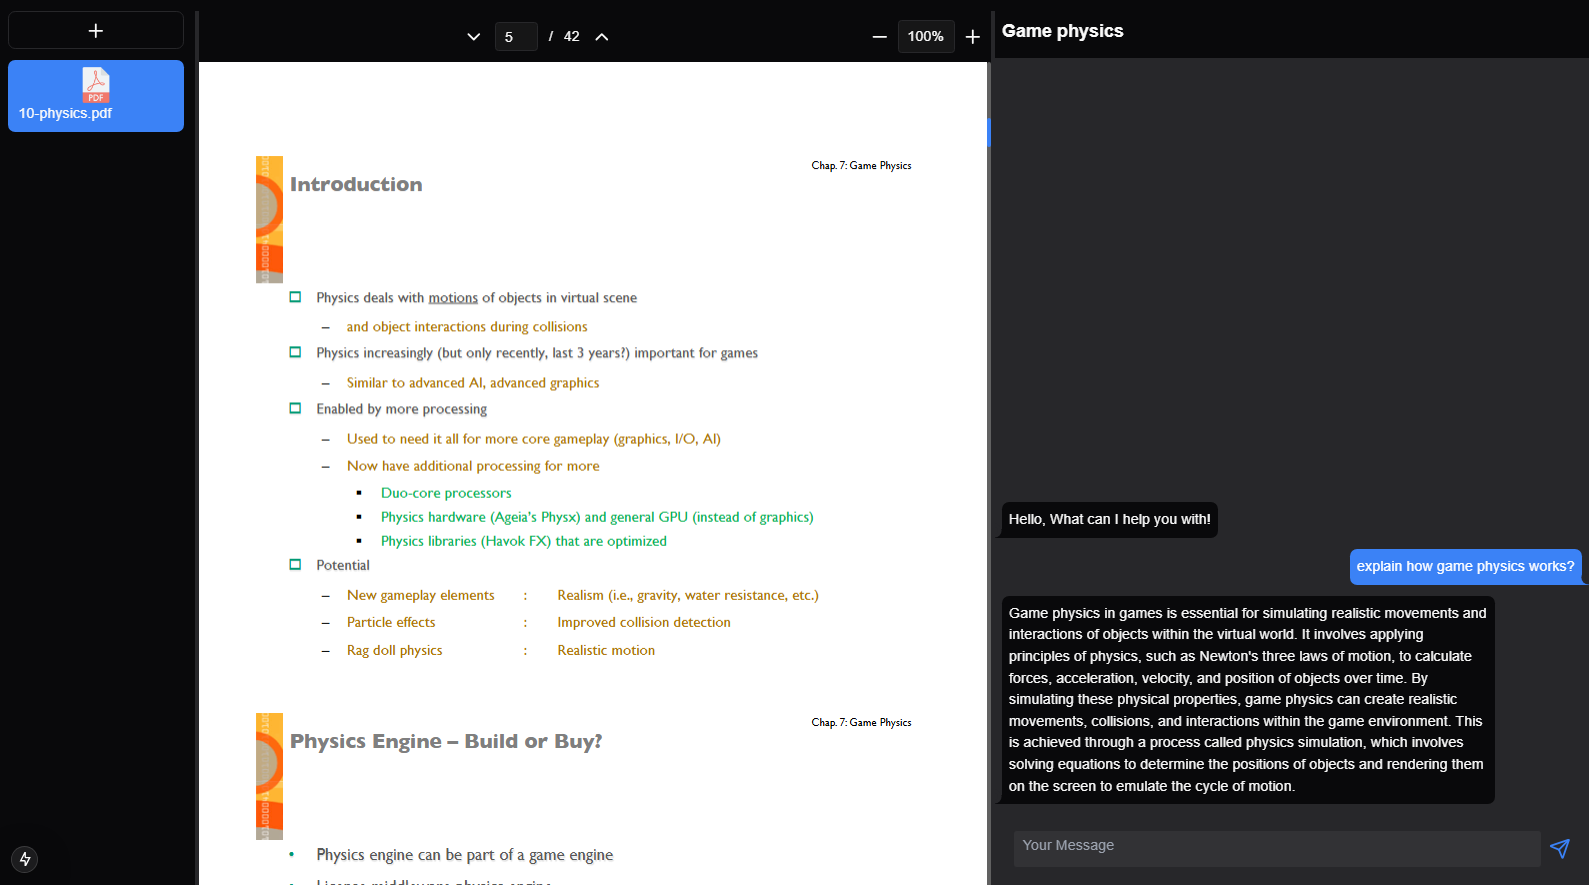 +
PDF
10-physics.pdf
5 / 42
100%
Game physics
Chap. 7: Game Physics
Introduction
Physics deals with motions of objects in virtual scene
– and object interactions during collisions
Physics increasingly (but only recently, last 3 years?) important for games
– Similar to advanced AI, advanced graphics
Enabled by more processing
– Used to need it all for more core gameplay (graphics, I/O, AI)
– Now have additional processing for more
▪ Duo-core processors
▪ Physics hardware (Ageia's Physx) and general GPU (instead of graphics)
▪ Physics libraries (Havok FX) that are optimized
Potential
– New gameplay elements : Realism (i.e., gravity, water resistance, etc.)
– Particle effects : Improved collision detection
– Rag doll physics : Realistic motion
Chap. 7: Game Physics
Physics Engine – Build or Buy?
• Physics engine can be part of a game engine
• License middleware physics engine
Hello, What can I help you with!
explain how game physics works?
Game physics in games is essential for simulating realistic movements and
interactions of objects within the virtual world. It involves applying
principles of physics, such as Newton's three laws of motion, to calculate
forces, acceleration, velocity, and position of objects over time. By
simulating these physical properties, game physics can create realistic
movements, collisions, and interactions within the game environment. This
is achieved through a process called physics simulation, which involves
solving equations to determine the positions of objects and rendering them
on the screen to emulate the cycle of motion.
Your Message